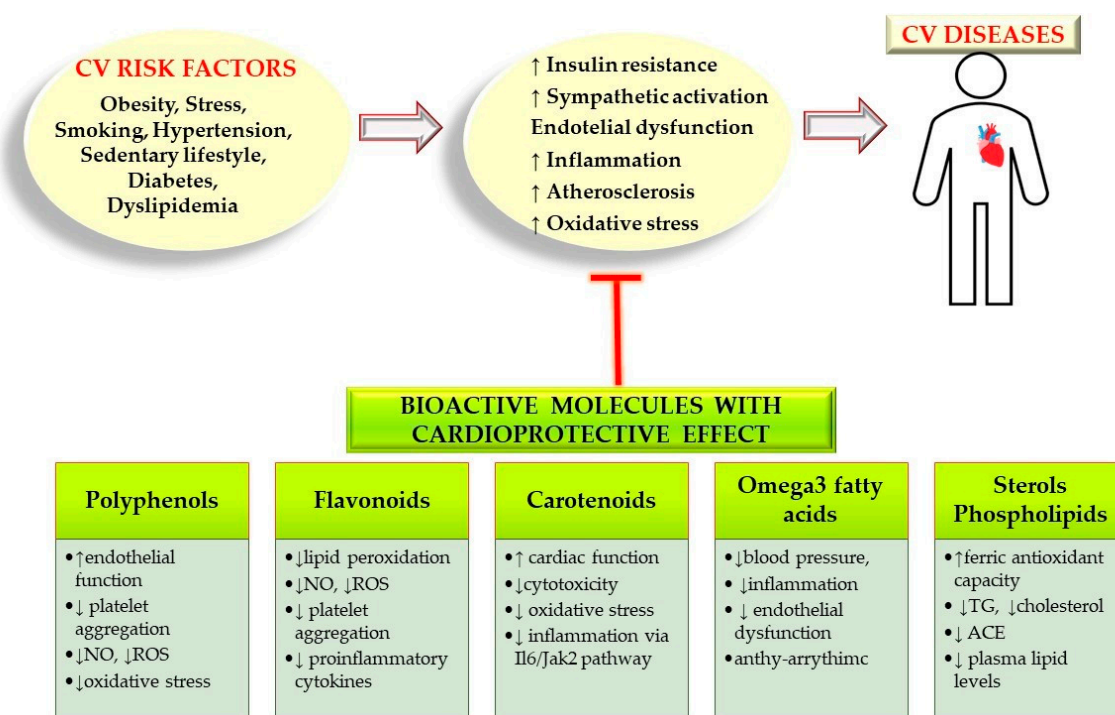 CV RISK FACTORS
Obesity, Stress,
Smoking, Hypertension,
Sedentary lifestyle,
Diabetes,
Dyslipidemia
↑ Insulin resistance
↑ Sympathetic activation
Endotelial dysfunction
↑ Inflammation
↑ Atherosclerosis
↑ Oxidative stress
CV DISEASES
BIOACTIVE MOLECULES WITH
CARDIOPROTECTIVE EFFECT
Polyphenols
•↑endothelial
function
•↓ platelet
aggregation
•↓NO, ↓ROS
•↓oxidative stress
Flavonoids
•↓lipid peroxidation
•↓NO, ↓ROS
•↓ platelet
aggregation
•↓ proinflammatory
cytokines
Carotenoids
•↑ cardiac function
•↓cytotoxicity
•↓ oxidative stress
•↓ inflammation via
Il6/Jak2 pathway
Omega3 fatty
acids
•↓blood pressure,
•↓inflammation
•↓ endothelial
dysfunction
•anthy-arrythimc
Sterols
Phospholipids
•↑ferric antioxidant
capacity
•↓TG, ↓cholesterol
•↓ ACE
•↓ plasma lipid
levels